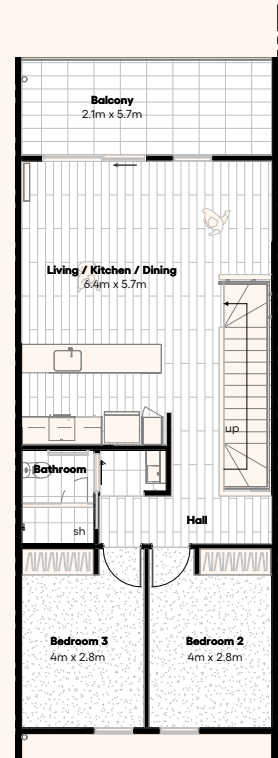 Balcony
2.1m x 5.7m
Living / Kitchen / Dining
6.4m x 5.7m
up
Bathroom
Hall
sh
Bedroom 3
4m x 2.8m
Bedroom 2
4m x 2.8m